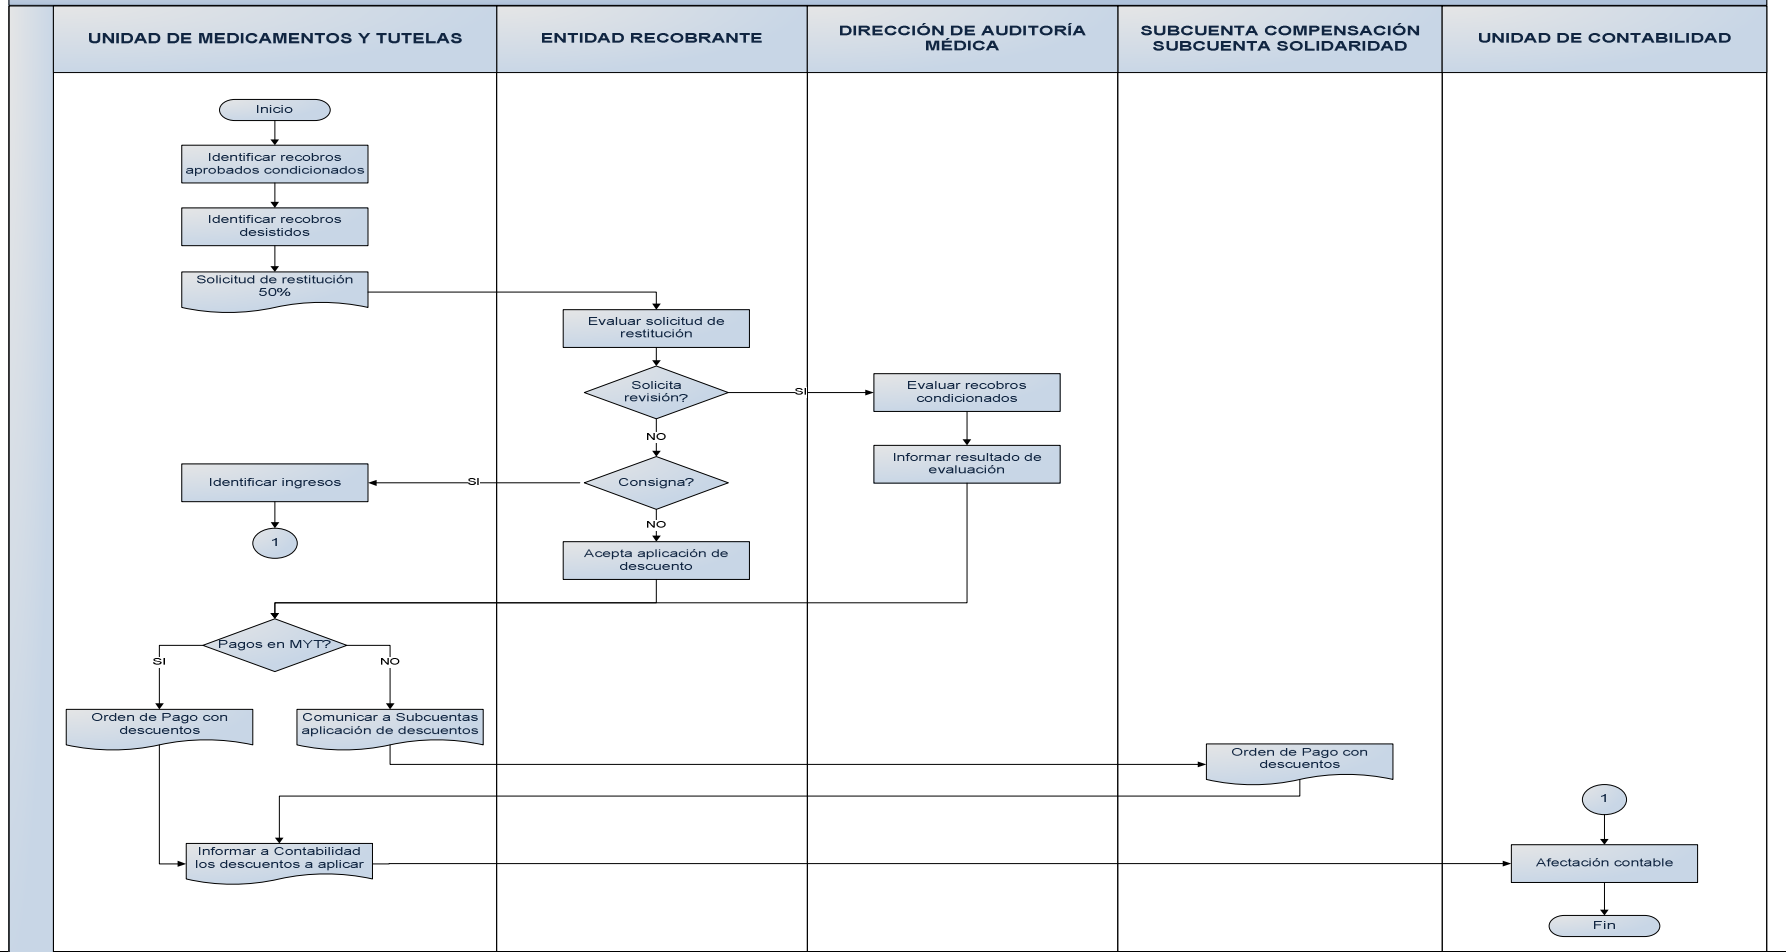 UNIDAD DE MEDICAMENTOS Y TUTELAS
ENTIDAD RECOBRANTE
DIRECCIÓN DE AUDITORÍA
MÉDICA
SUBCUENTA COMPENSACIÓN
SUBCUENTA SOLIDARIDAD
UNIDAD DE CONTABILIDAD
Inicio
Identificar recobros
aprobados condicionados
Identificar recobros
desistidos
Solicitud de restitución
50%
Evaluar solicitud de
restitución
Solicita
revisión?
SI
Evaluar recobros
condicionados
NO
Informar resultado de
evaluación
Identificar ingresos
SI
Consigna?
1
NO
Acepta aplicación de
descuento
Pagos en MYT?
SI
NO
Orden de Pago con
descuentos
Comunicar a Subcuentas
aplicación de descuentos
Orden de Pago con
descuentos
1
Informar a Contabilidad
los descuentos a aplicar
Afectación contable
Fin